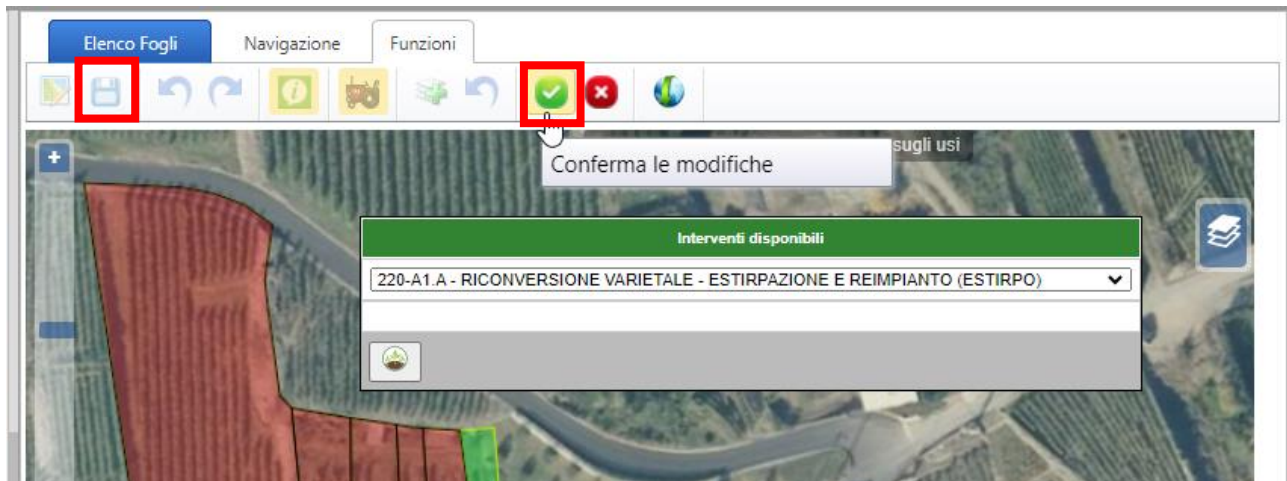 Elenco Fogli Navigazione Funzioni
Conferma le modifiche
sugli usi
Interventi disponibili
220-A1.A - RICONVERSIONE VARIETALE - ESTIRPAZIONE E REIMPIANTO (ESTIRPO)